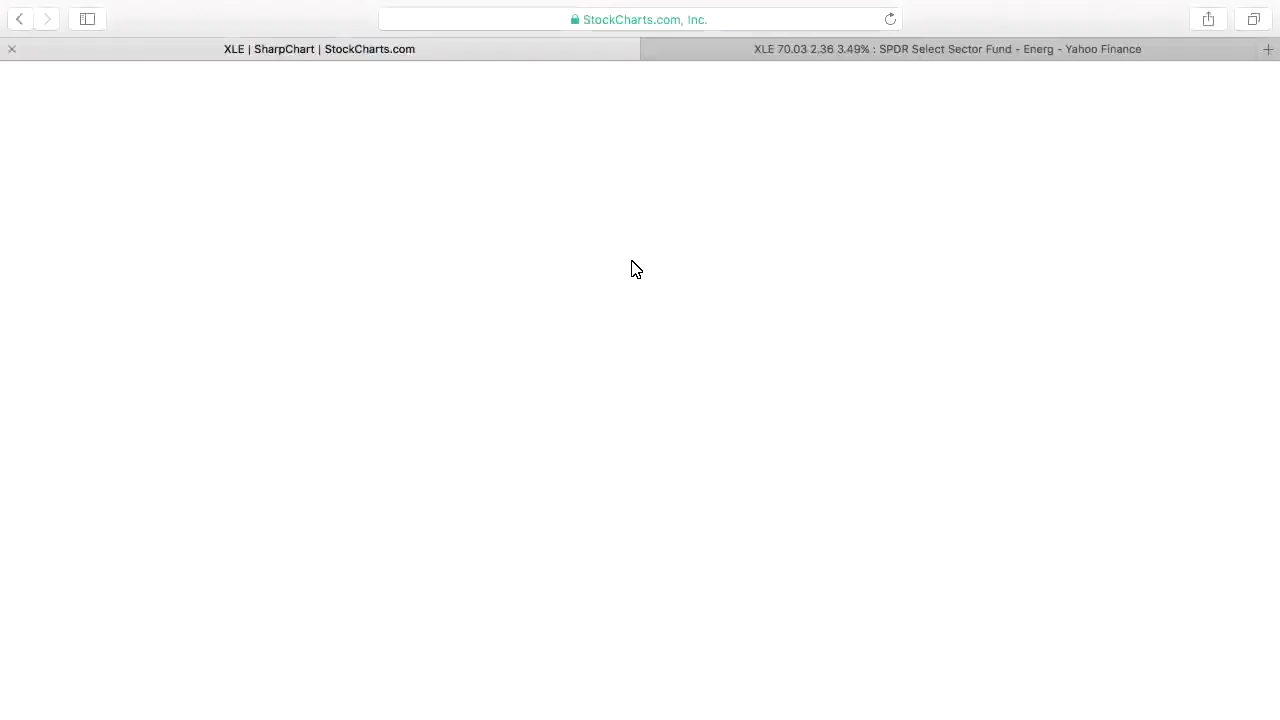 StockCharts.com, Inc.
XLE | SharpChart | StockCharts.com
XLE 70.03 2.36 3.49% : SPDR Select Sector Fund - Energ - Yahoo Finance